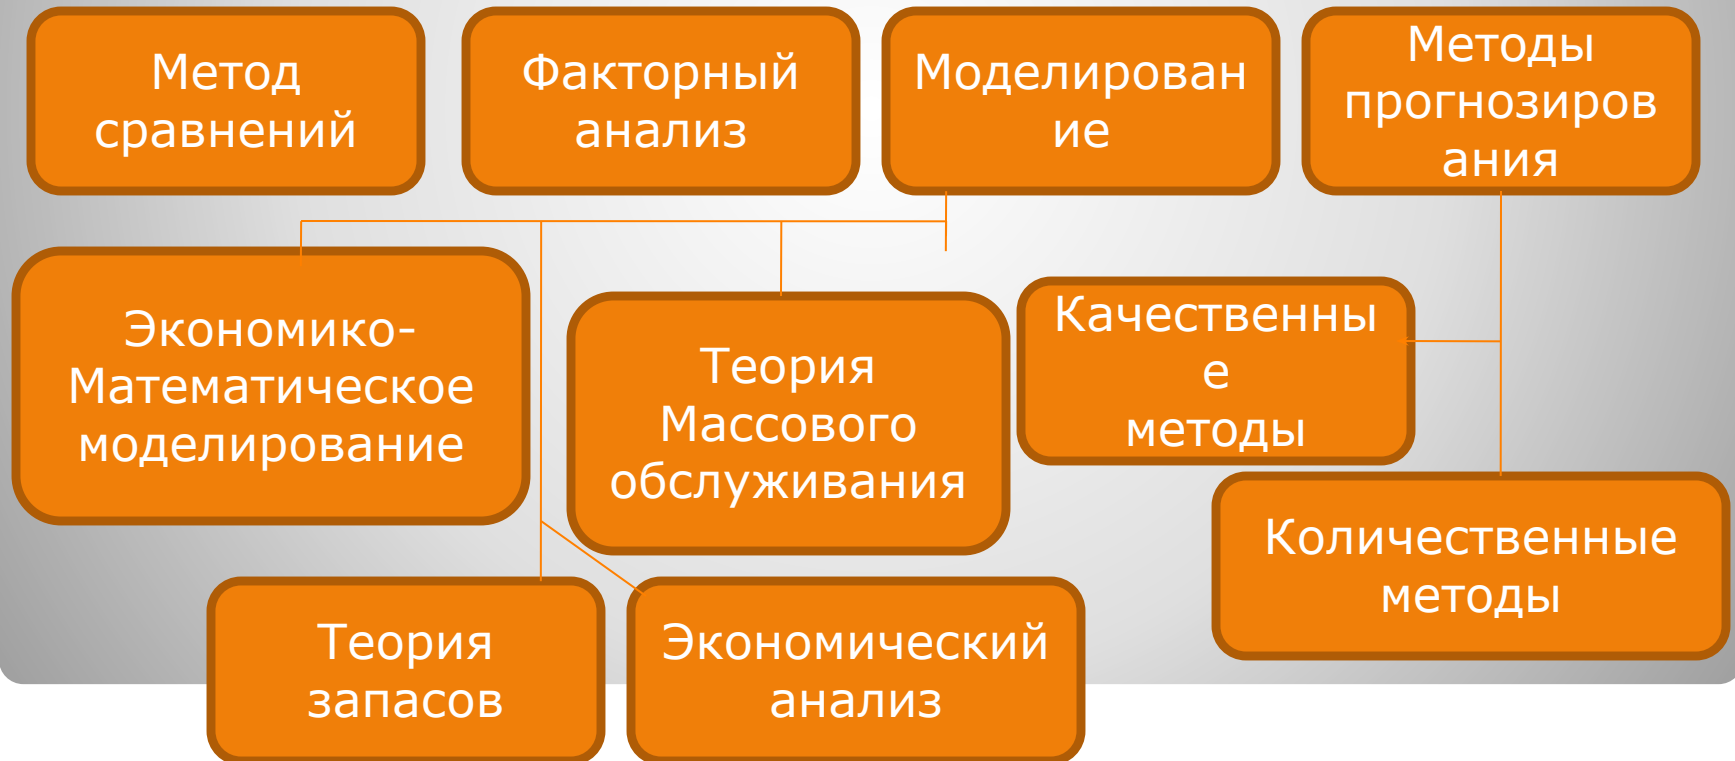 Метод
сравнений
Факторный
анализ
Моделирован
ие
Методы
прогнозиров
ания
Экономико-
Математическое
моделирование
Теория
Массового
обслуживания
Качественны
е
методы
Количественные
методы
Теория
запасов
Экономический
анализ